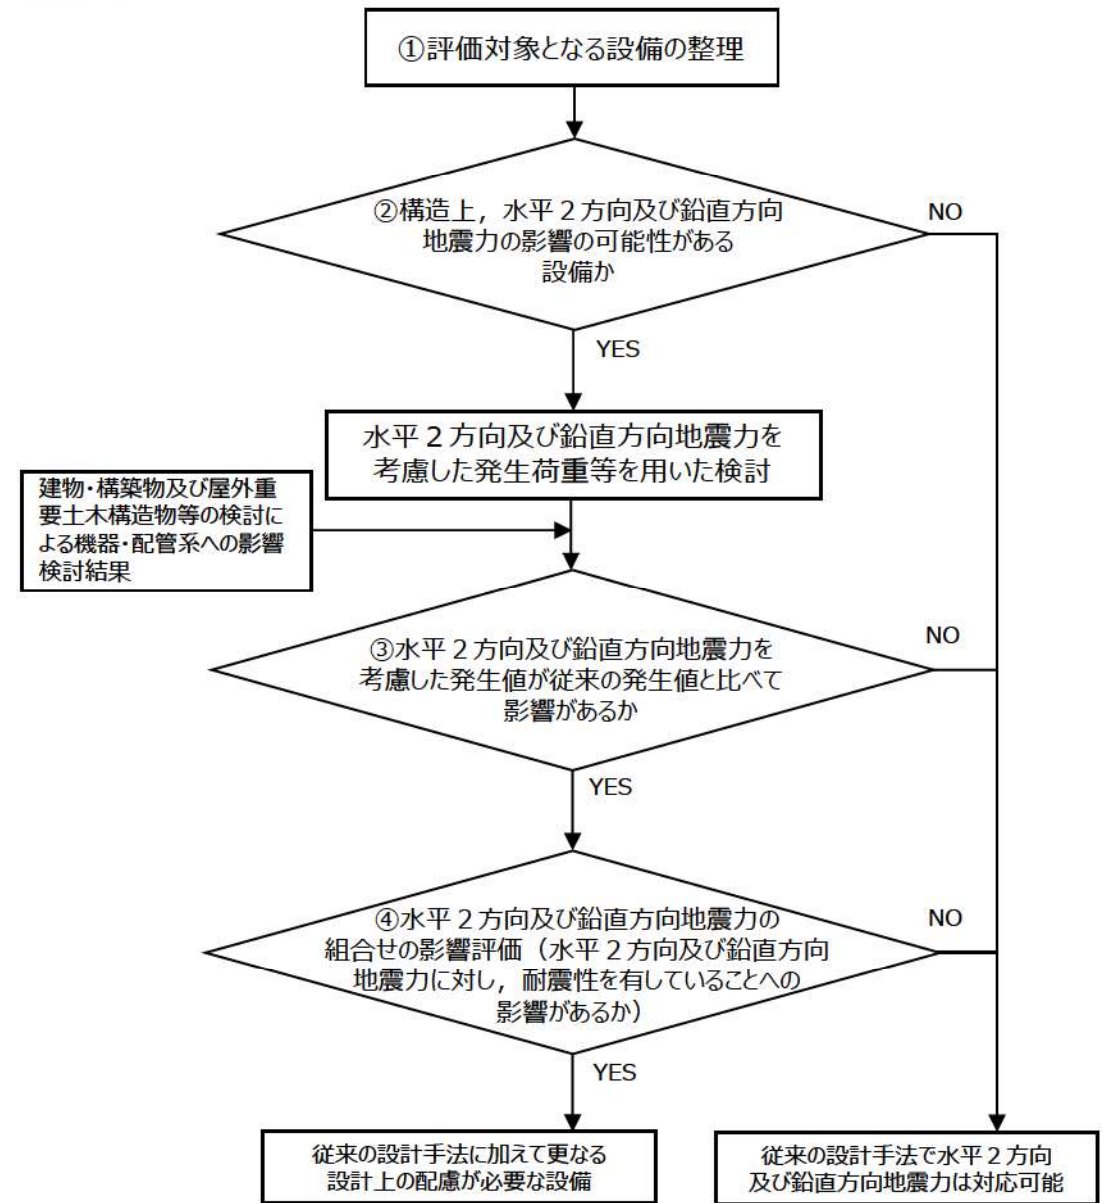 ①評価対象となる設備の整理
②構造上，水平２方向及び鉛直方向
地震力の影響の可能性がある
設備か
NO
YES
水平２方向及び鉛直方向地震力を
考慮した発生荷重等を用いた検討
建物・構築物及び屋外重
要土木構造物等の検討に
よる機器・配管系への影響
検討結果
③水平２方向及び鉛直方向地震力を
考慮した発生値が従来の発生値と比べて
影響があるか
NO
YES
④水平２方向及び鉛直方向地震力の
組合せの影響評価（水平２方向及び鉛直方向
地震力に対し，耐震性を有していることへの
影響があるか）
NO
YES
従来の設計手法に加えて更なる
設計上の配慮が必要な設備
従来の設計手法で水平２方向
及び鉛直方向地震力は対応可能